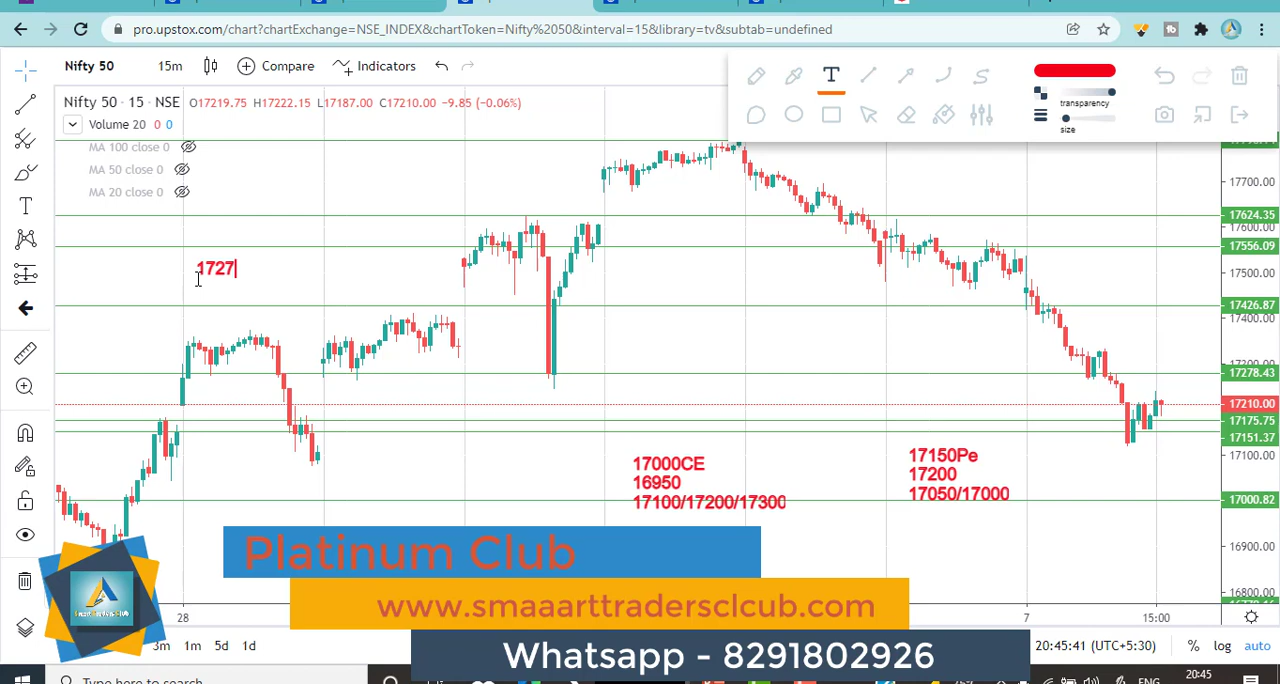 pro.upstox.com/chart?chartExchange=NSE_INDEX&chartToken=Nifty%2050&interval=15&library=tv&subtab=undefined
Nifty 50 15m Compare Indicators
transparency
size
Nifty 50 · 15 · NSE O17219.75 H17222.15 L17187.00 C17210.00 −9.85 (−0.06%)
Volume 20 0 0
MA 100 close 0
MA 50 close 0
MA 20 close 0
17700.00
17624.35
17600.00
17556.09
1727
17500.00
17426.87
17400.00
17300.00
17278.43
17210.00
17175.75
17151.37
17100.00
17000CE
16950
17100/17200/17300
17150Pe
17200
17050/17000
17000.82
16900.00
16800.00
Platinum Club
www.smaaarttradersclcub.com
Whatsapp - 8291802926
Smart Traders CLUB
28 7 15:00
3m 1m 5d 1d
20:45:41 (UTC+5:30) % log auto
Type here to search
ENG
20:45